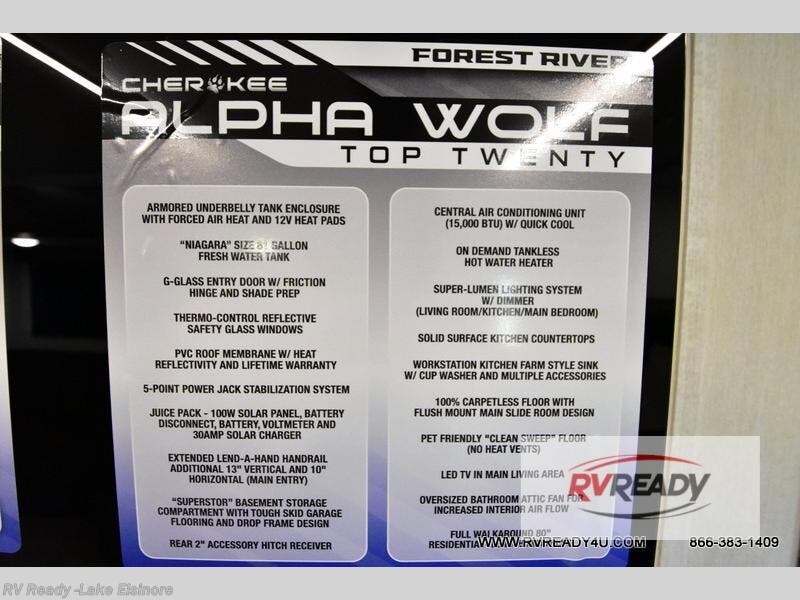 FOREST RIVER
CHEROKEE
ALPHA WOLF
TOP TWENTY
ARMORED UNDERBELLY TANK ENCLOSURE
WITH FORCED AIR HEAT AND 12V HEAT PADS
"NIAGARA" SIZE GALLON
FRESH WATER TANK
G-GLASS ENTRY DOOR W/ FRICTION
HINGE AND SHADE PREP
THERMO-CONTROL REFLECTIVE
SAFETY GLASS WINDOWS
PVC ROOF MEMBRANE W/ HEAT
REFLECTIVITY AND LIFETIME WARRANTY
5-POINT POWER JACK STABILIZATION SYSTEM
JUICE PACK - 100W SOLAR PANEL, BATTERY
DISCONNECT, BATTERY, VOLTMETER AND
30AMP SOLAR CHARGER
EXTENDED LEND-A-HAND HANDRAIL
ADDITIONAL 13" VERTICAL AND 10"
HORIZONTAL (MAIN ENTRY)
"SUPERSTOR" BASEMENT STORAGE
COMPARTMENT WITH TOUGH SKID GARAGE
FLOORING AND DROP FRAME DESIGN
REAR 2" ACCESSORY HITCH RECEIVER
CENTRAL AIR CONDITIONING UNIT
(15,000 BTU) W/ QUICK COOL
ON DEMAND TANKLESS
HOT WATER HEATER
SUPER-LUMEN LIGHTING SYSTEM
W/ DIMMER
(LIVING ROOM/KITCHEN/MAIN BEDROOM)
SOLID SURFACE KITCHEN COUNTERTOPS
WORKSTATION KITCHEN FARM STYLE SINK
W/ CUP WASHER AND MULTIPLE ACCESSORIES
100% CARPETLESS FLOOR WITH
FLUSH MOUNT MAIN SLIDE ROOM DESIGN
PET FRIENDLY "CLEAN SWEEP" FLOOR
(NO HEAT VENTS)
LED TV IN MAIN LIVING AREA
OVERSIZED BATHROOM ATTIC FAN FOR
INCREASED INTERIOR AIR FLOW
FULL WALKAROUND 80"
RESIDENTIAL
RVREADY
WWW.RVREADY4U.COM
866-383-1409
RV Ready -Lake Elsinore